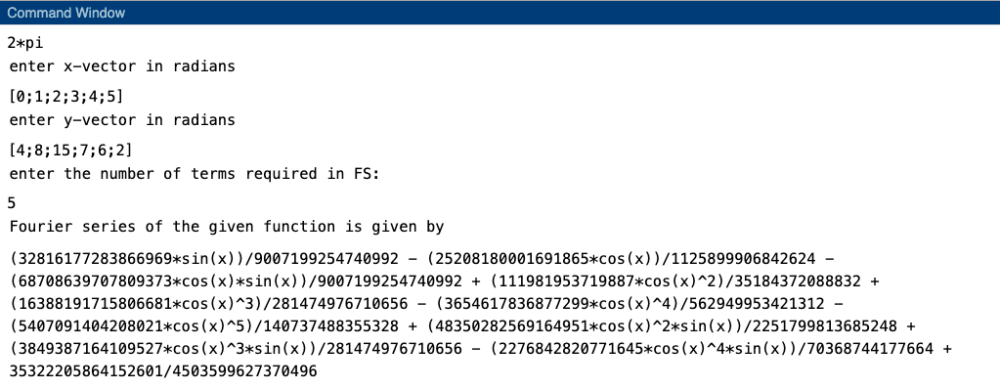 Command Window
2*pi
enter x-vector in radians
[0;1;2;3;4;5]
enter y-vector in radians
[4;8;15;7;6;2]
enter the number of terms required in FS:
5
Fourier series of the given function is given by
(32816177283866969*sin(x))/9007199254740992 - (25208180001691865*cos(x))/1125899906842624 -
(68708639707809373*cos(x)*sin(x))/9007199254740992 + (111981953719887*cos(x)^2)/35184372088832 +
(16388191715806681*cos(x)^3)/281474976710656 - (3654617836877299*cos(x)^4)/562949953421312 -
(5407091404208021*cos(x)^5)/140737488355328 + (48350282569164951*cos(x)^2*sin(x))/2251799813685248 +
(3849387164109527*cos(x)^3*sin(x))/281474976710656 - (2276842820771645*cos(x)^4*sin(x))/70368744177664 +
35322205864152601/4503599627370496